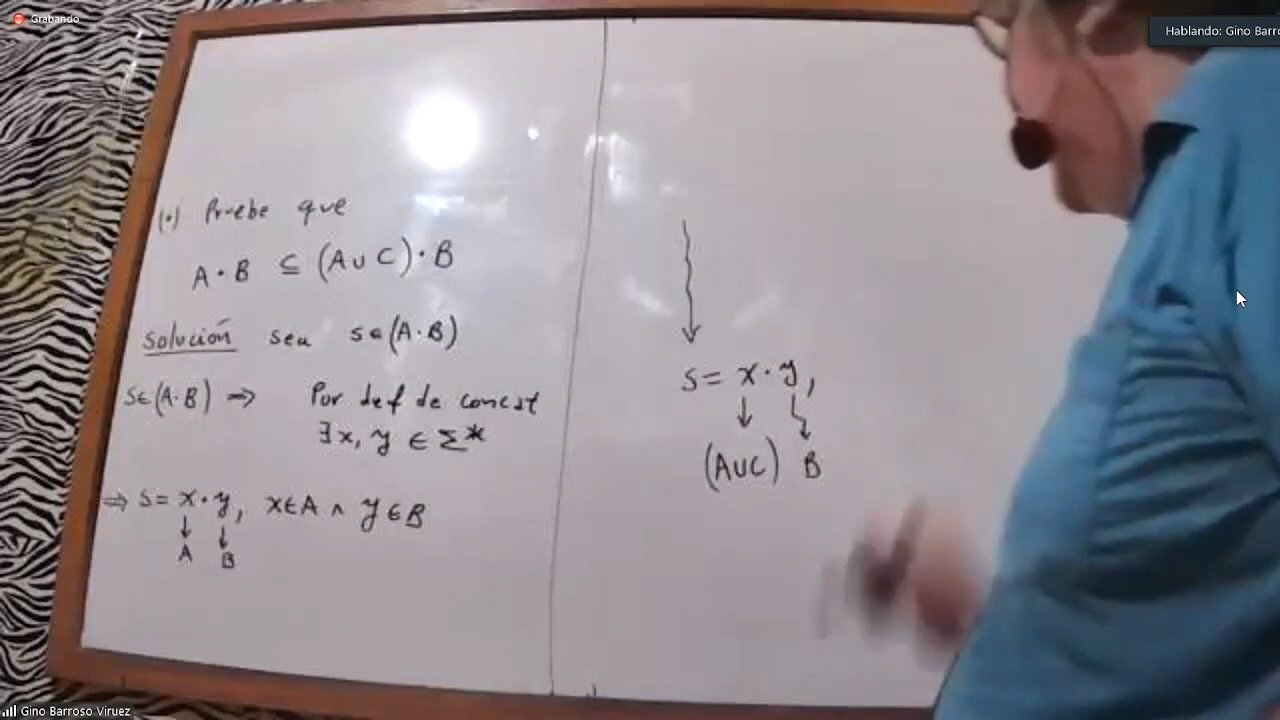 Grabando
Hablando: Gino Barro
(•) Pruebe que
A · B ⊆ (A ∪ C) · B
solución sea s ∈ (A · B)
s ∈ (A · B) ⇒ Por def de concat
∃ x, y ∈ Σ*
⇒ s = x · y, x ∈ A ∧ y ∈ B
↓ ↓
A B
↓
s = x · y,
↓ ↓
(A ∪ C) B
Gino Barroso Viruez